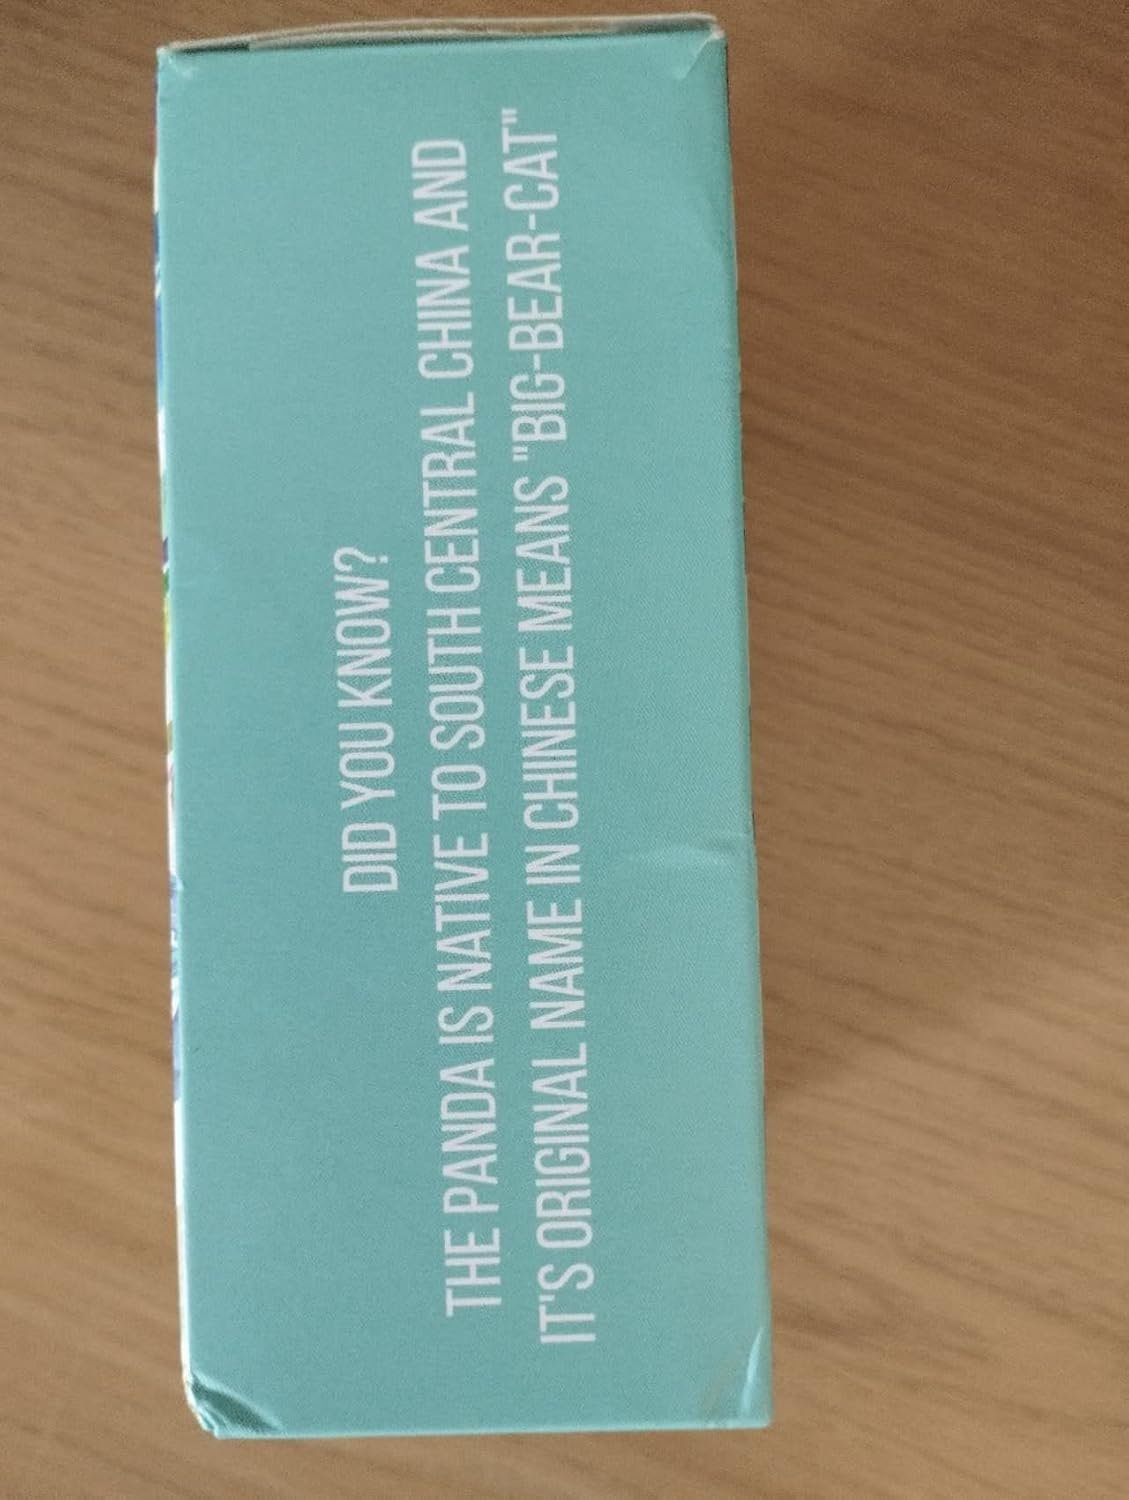 DID YOU KNOW?
THE PANDA IS NATIVE TO SOUTH CENTRAL CHINA AND
IT'S ORIGINAL NAME IN CHINESE MEANS "BIG-BEAR-CAT"